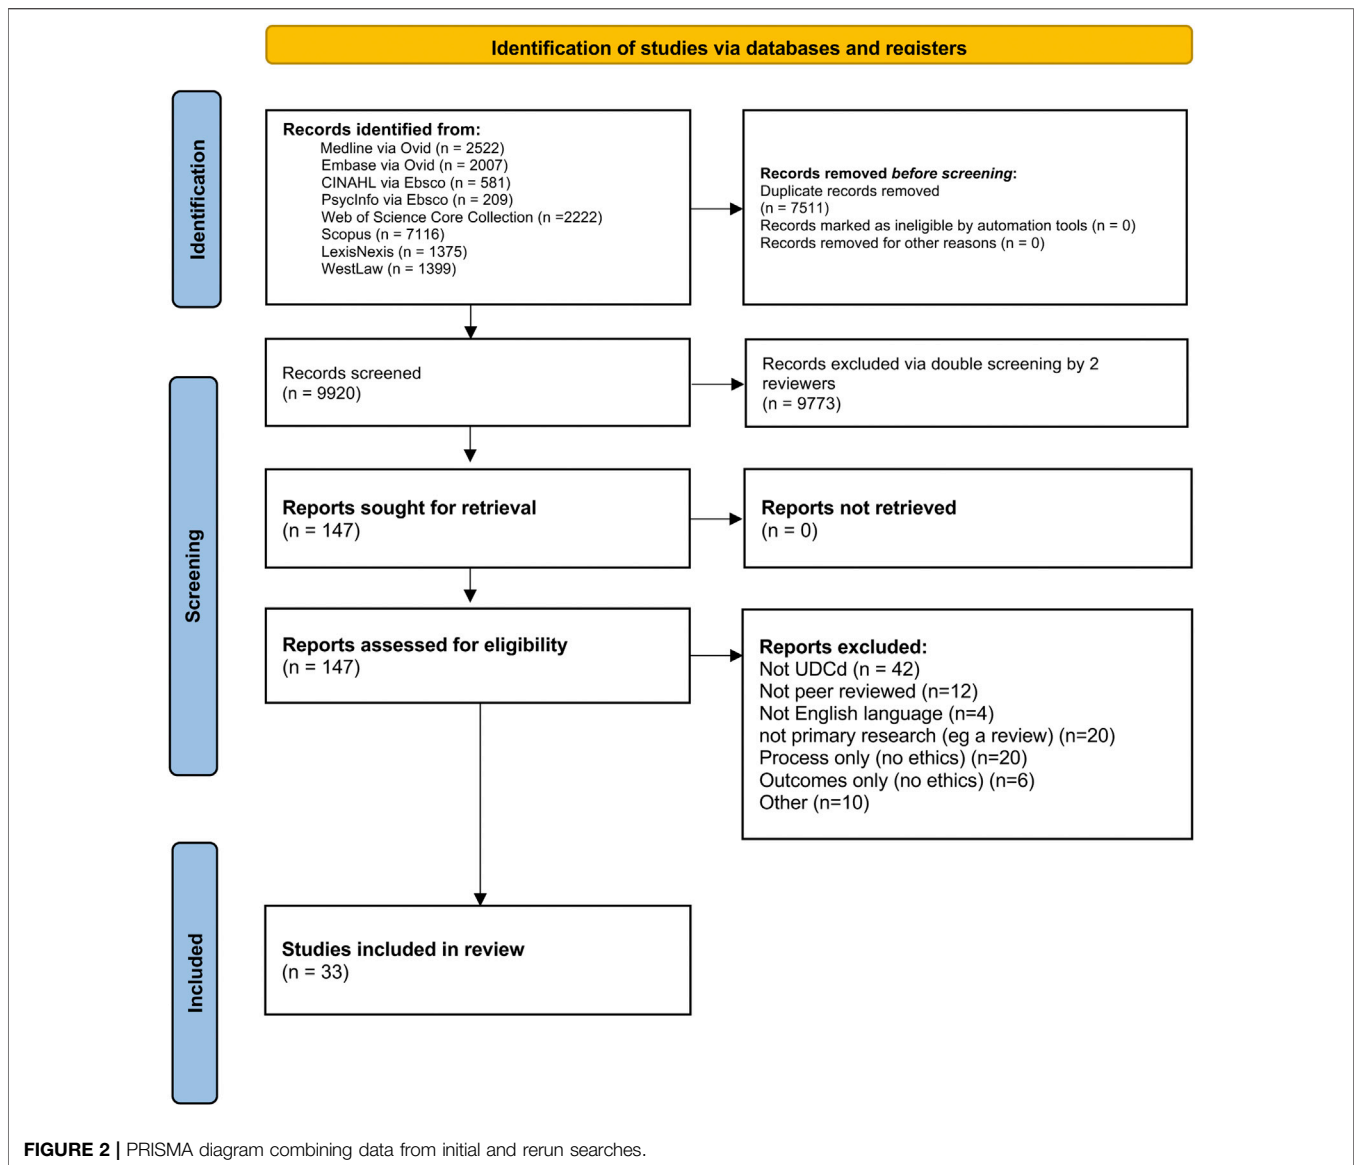 Identification of studies via databases and registers
Identification
Records identified from:
Medline via Ovid (n = 2522)
Embase via Ovid (n = 2007)
CINAHL via Ebsco (n = 581)
PsycInfo via Ebsco (n = 209)
Web of Science Core Collection (n =2222)
Scopus (n = 7116)
LexisNexis (n = 1375)
WestLaw (n = 1399)
Records removed before screening:
Duplicate records removed
(n = 7511)
Records marked as ineligible by automation tools (n = 0)
Records removed for other reasons (n = 0)
Screening
Records screened
(n = 9920)
Records excluded via double screening by 2
reviewers
(n = 9773)
Reports sought for retrieval
(n = 147)
Reports not retrieved
(n = 0)
Reports assessed for eligibility
(n = 147)
Reports excluded:
Not UDCd (n = 42)
Not peer reviewed (n=12)
Not English language (n=4)
not primary research (eg a review) (n=20)
Process only (no ethics) (n=20)
Outcomes only (no ethics) (n=6)
Other (n=10)
Included
Studies included in review
(n = 33)
FIGURE 2 | PRISMA diagram combining data from initial and rerun searches.